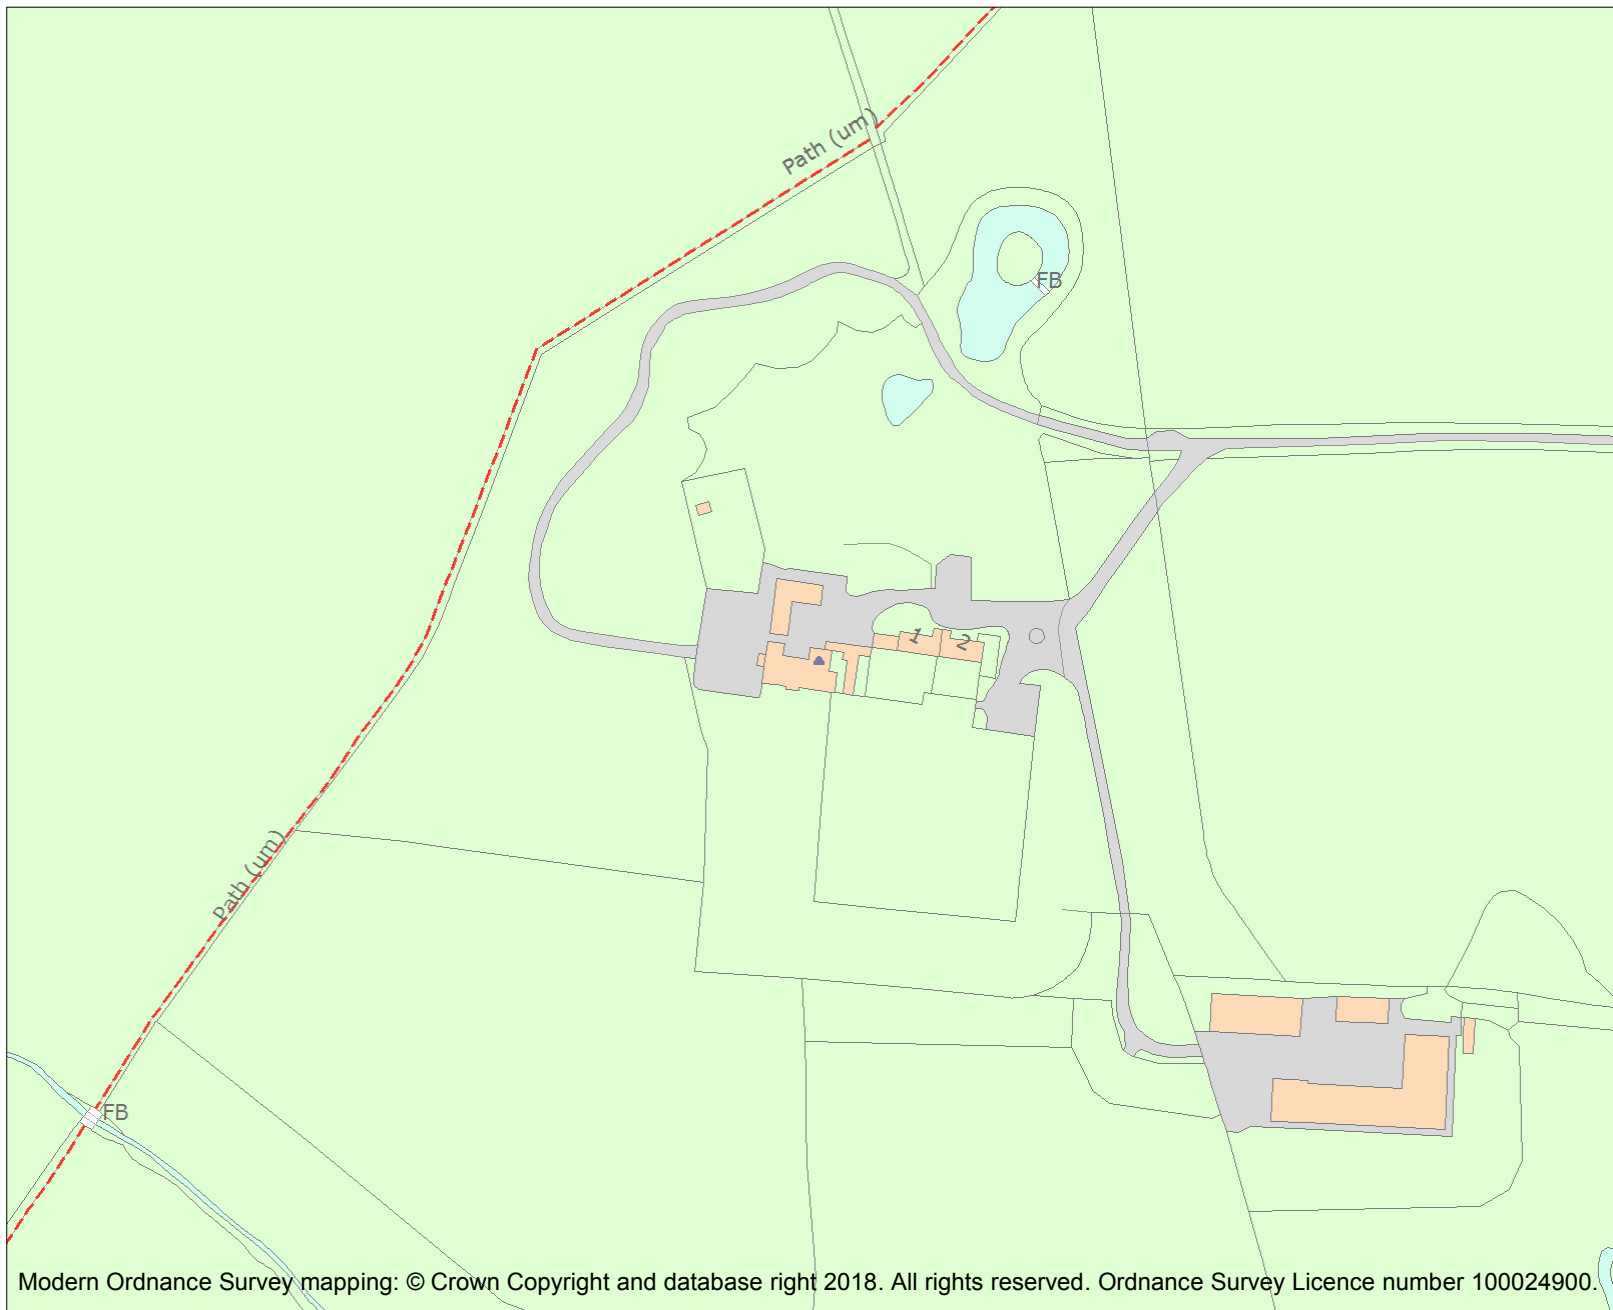 Path (um)
FB
1
2
Path (um)
FB
Modern Ordnance Survey mapping: © Crown Copyright and database right 2018. All rights reserved. Ordnance Survey Licence number 100024900.